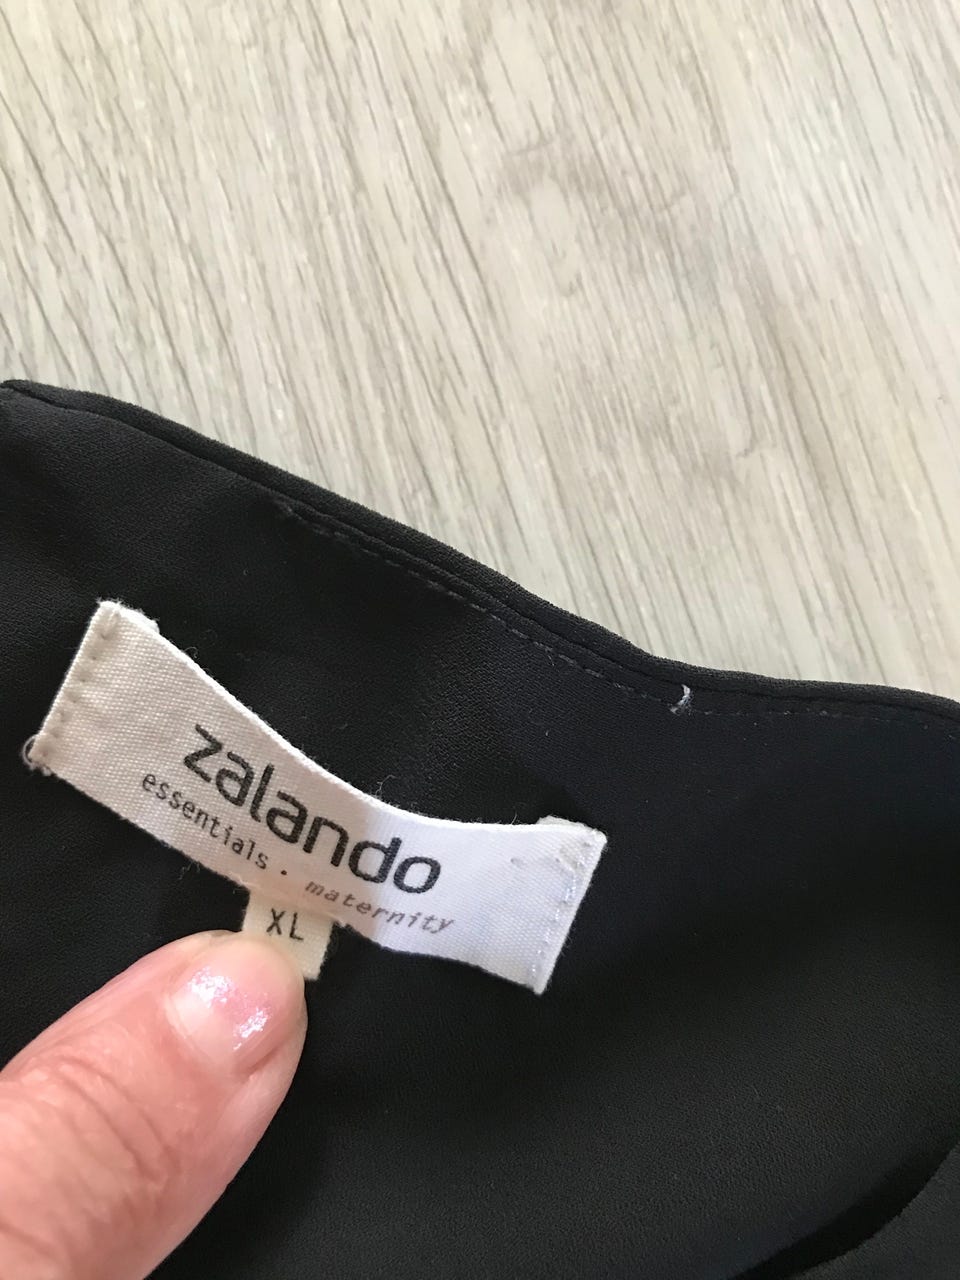 zalando
essentials . maternity
XL